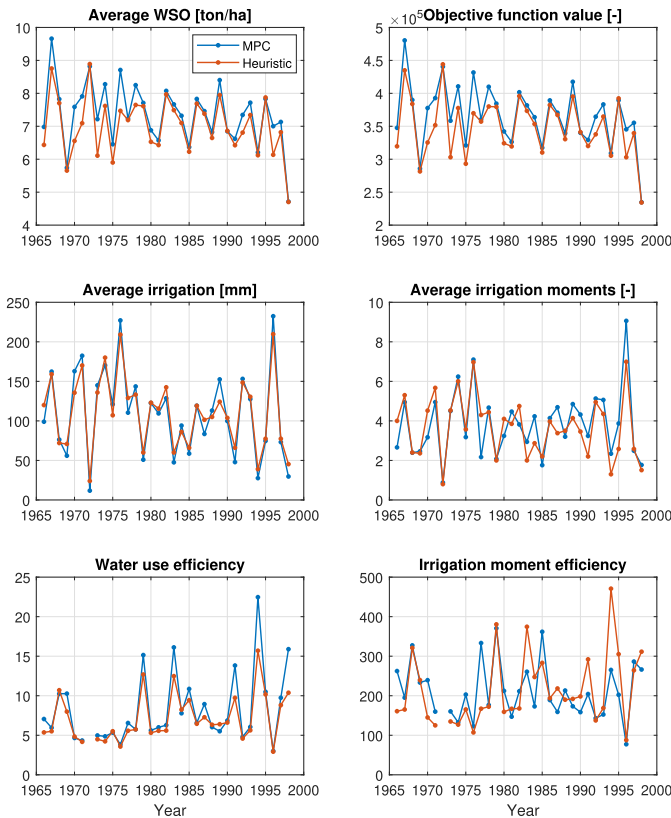 Average WSO [ton/ha]
10
9
8
7
6
5
4
1965 1970 1975 1980 1985 1990 1995 2000
MPC
Heuristic
×10⁵ Objective function value [-]
5
4.5
4
3.5
3
2.5
2
1965 1970 1975 1980 1985 1990 1995 2000
Average irrigation [mm]
250
200
150
100
50
0
1965 1970 1975 1980 1985 1990 1995 2000
Average irrigation moments [-]
10
8
6
4
2
0
1965 1970 1975 1980 1985 1990 1995 2000
Water use efficiency
25
20
15
10
5
0
1965 1970 1975 1980 1985 1990 1995 2000
Year
Irrigation moment efficiency
500
400
300
200
100
0
1965 1970 1975 1980 1985 1990 1995 2000
Year